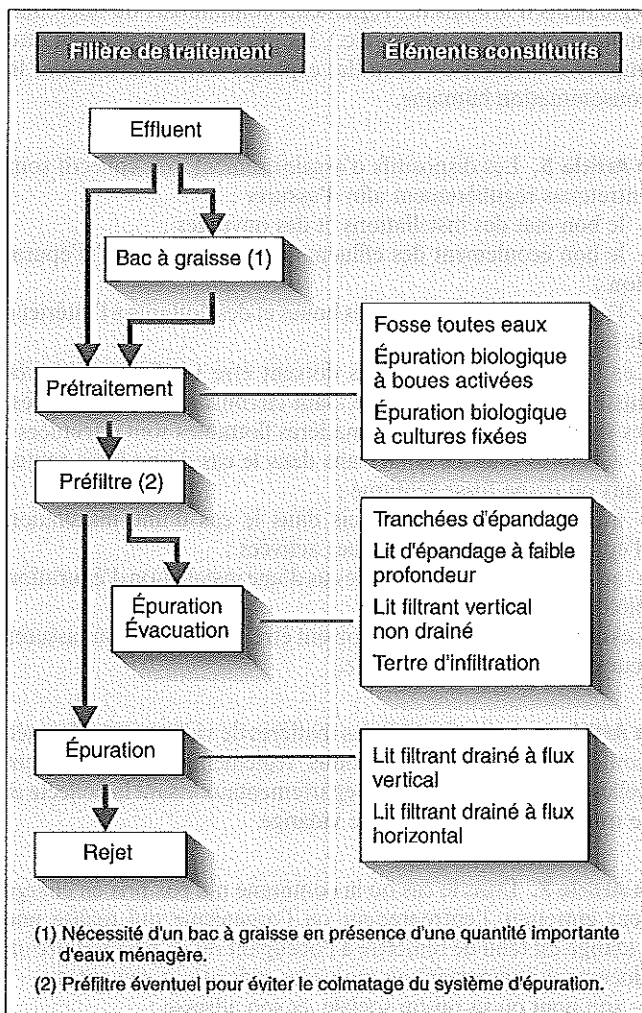 Filière de traitement
Éléments constitutifs
Effluent
Bac à graisse (1)
Prétraitement
Fosse toutes eaux
Épuration biologique
à boues activées
Épuration biologique
à cultures fixées
Préfiltre (2)
Épuration
Évacuation
Tranchées d'épandage
Lit d'épandage à faible
profondeur
Lit filtrant vertical
non drainé
Tertre d'infiltration
Épuration
Lit filtrant drainé à flux
vertical
Lit filtrant drainé à flux
horizontal
Rejet
(1) Nécessité d'un bac à graisse en présence d'une quantité importante
d'eaux ménagère.
(2) Préfiltre éventuel pour éviter le colmatage du système d'épuration.